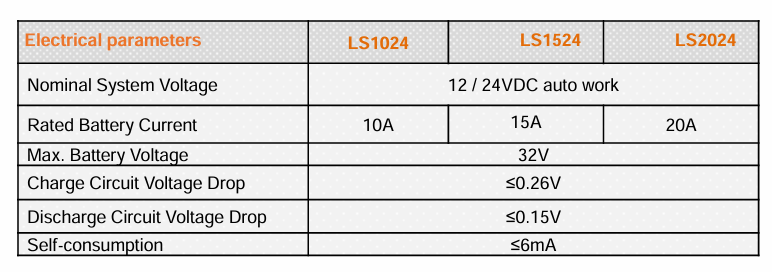 Electrical parameters LS1024 LS1524 LS2024
Nominal System Voltage 12 / 24VDC auto work
Rated Battery Current 10A 15A 20A
Max. Battery Voltage 32V
Charge Circuit Voltage Drop ≤0.26V
Discharge Circuit Voltage Drop ≤0.15V
Self-consumption ≤6mA